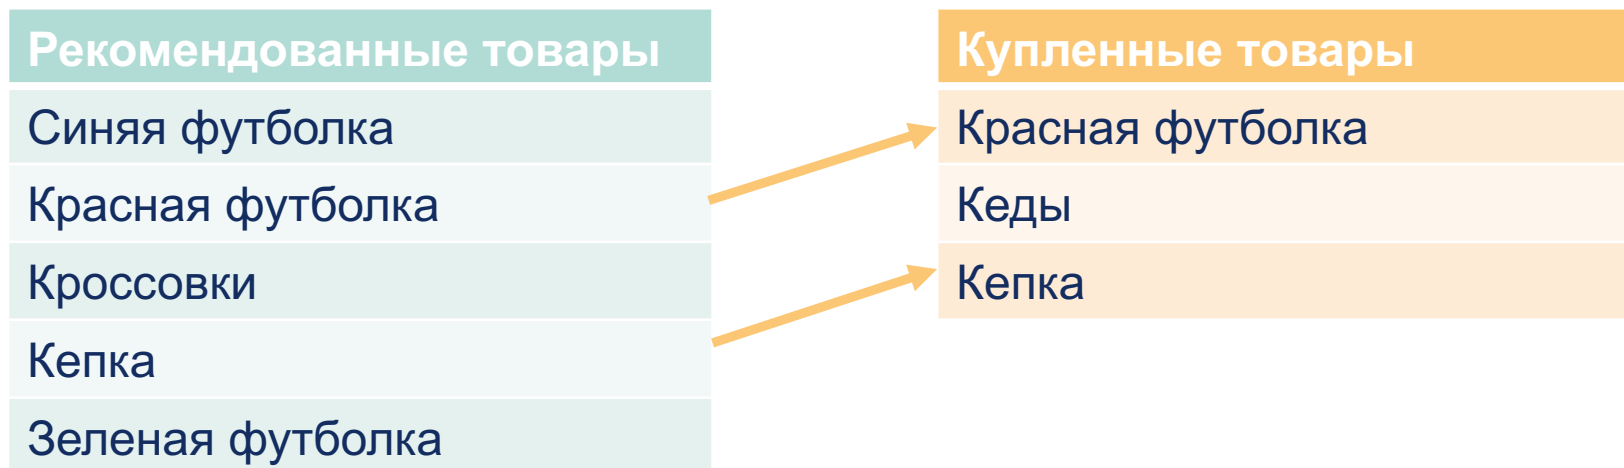 Рекомендованные товары
Синяя футболка
Красная футболка
Кроссовки
Кепка
Зеленая футболка
Купленные товары
Красная футболка
Кеды
Кепка